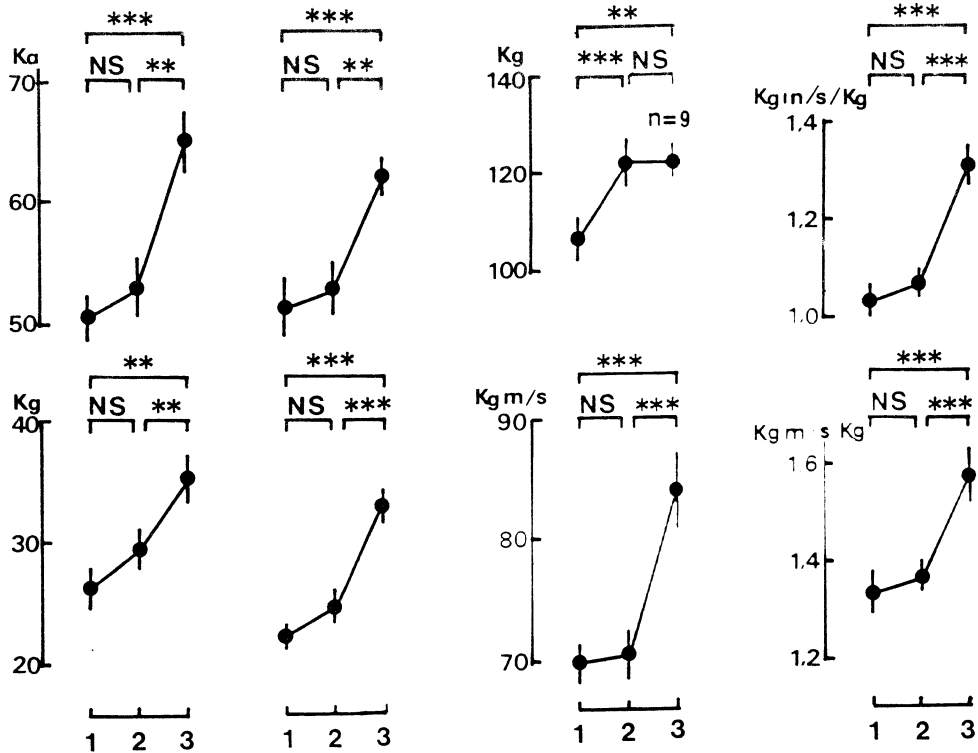 *** *** ** ***
Ka NS ** NS ** Kg *** NS NS ***
70 140 Kgm/s/Kg
n=9 1,4
60 120 1,2
50 100 1,0
** *** *** ***
Kg NS ** NS *** Kgm/s NS *** NS ***
40 90 Kgm s Kg
1 6
30 80 1,4
20 70 1,2
1 2 3 1 2 3 1 2 3 1 2 3